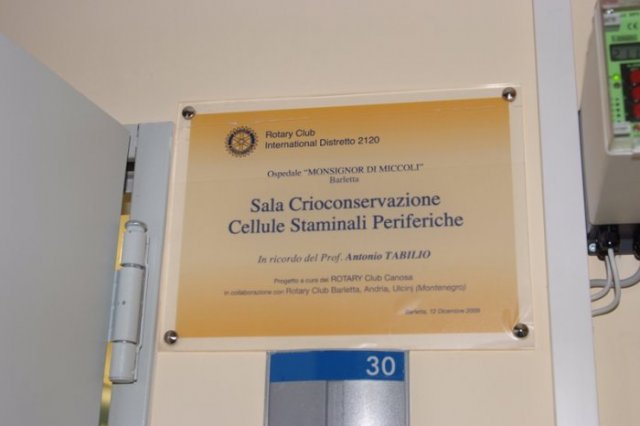 Rotary Club
International Distretto 2120
Ospedale "MONSIGNOR DI MICCOLI"
Barletta
Sala Crioconservazione
Cellule Staminali Periferiche
In ricordo del Prof. Antonio TABILIO
Progetto a cura del ROTARY Club Canosa
in collaborazione con Rotary Club Barletta, Andria, Ulcinj (Montenegro)
Barletta, 12 Dicembre 2009
30